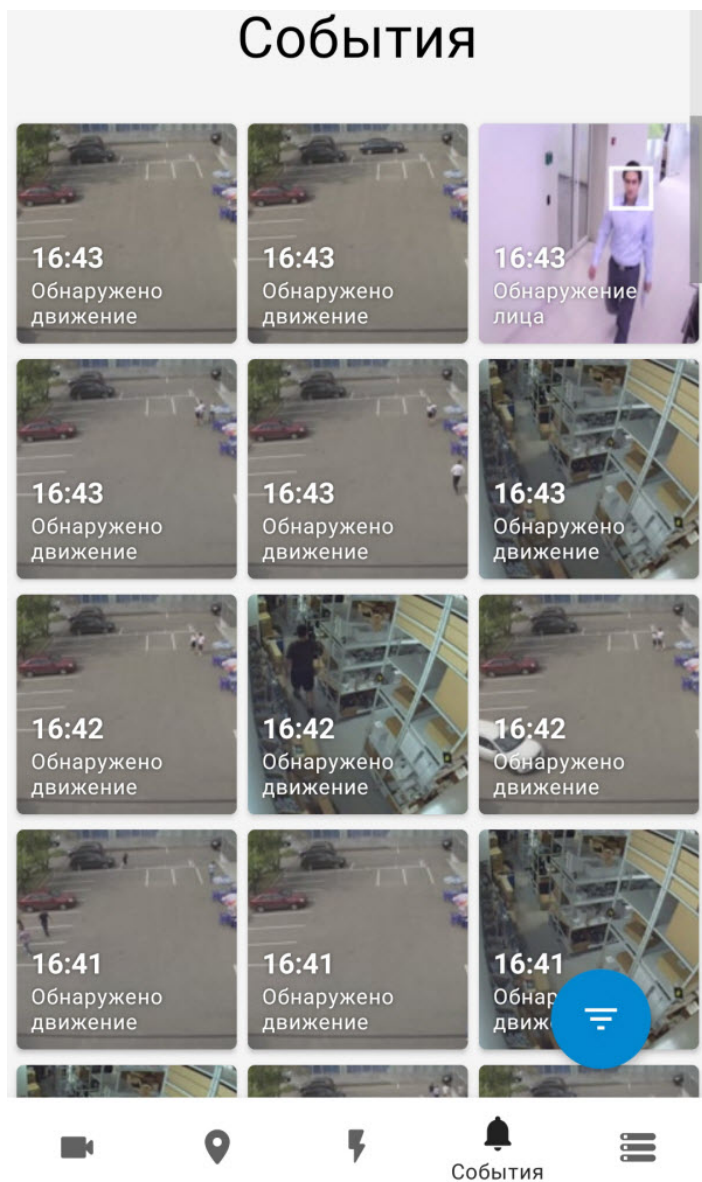 События
16:43
Обнаружено
движение
16:43
Обнаружено
движение
16:43
Обнаружение
лица
16:43
Обнаружено
движение
16:43
Обнаружено
движение
16:43
Обнаружено
движение
16:42
Обнаружено
движение
16:42
Обнаружено
движение
16:42
Обнаружено
движение
16:41
Обнаружено
движение
16:41
Обнаружено
движение
16:41
События